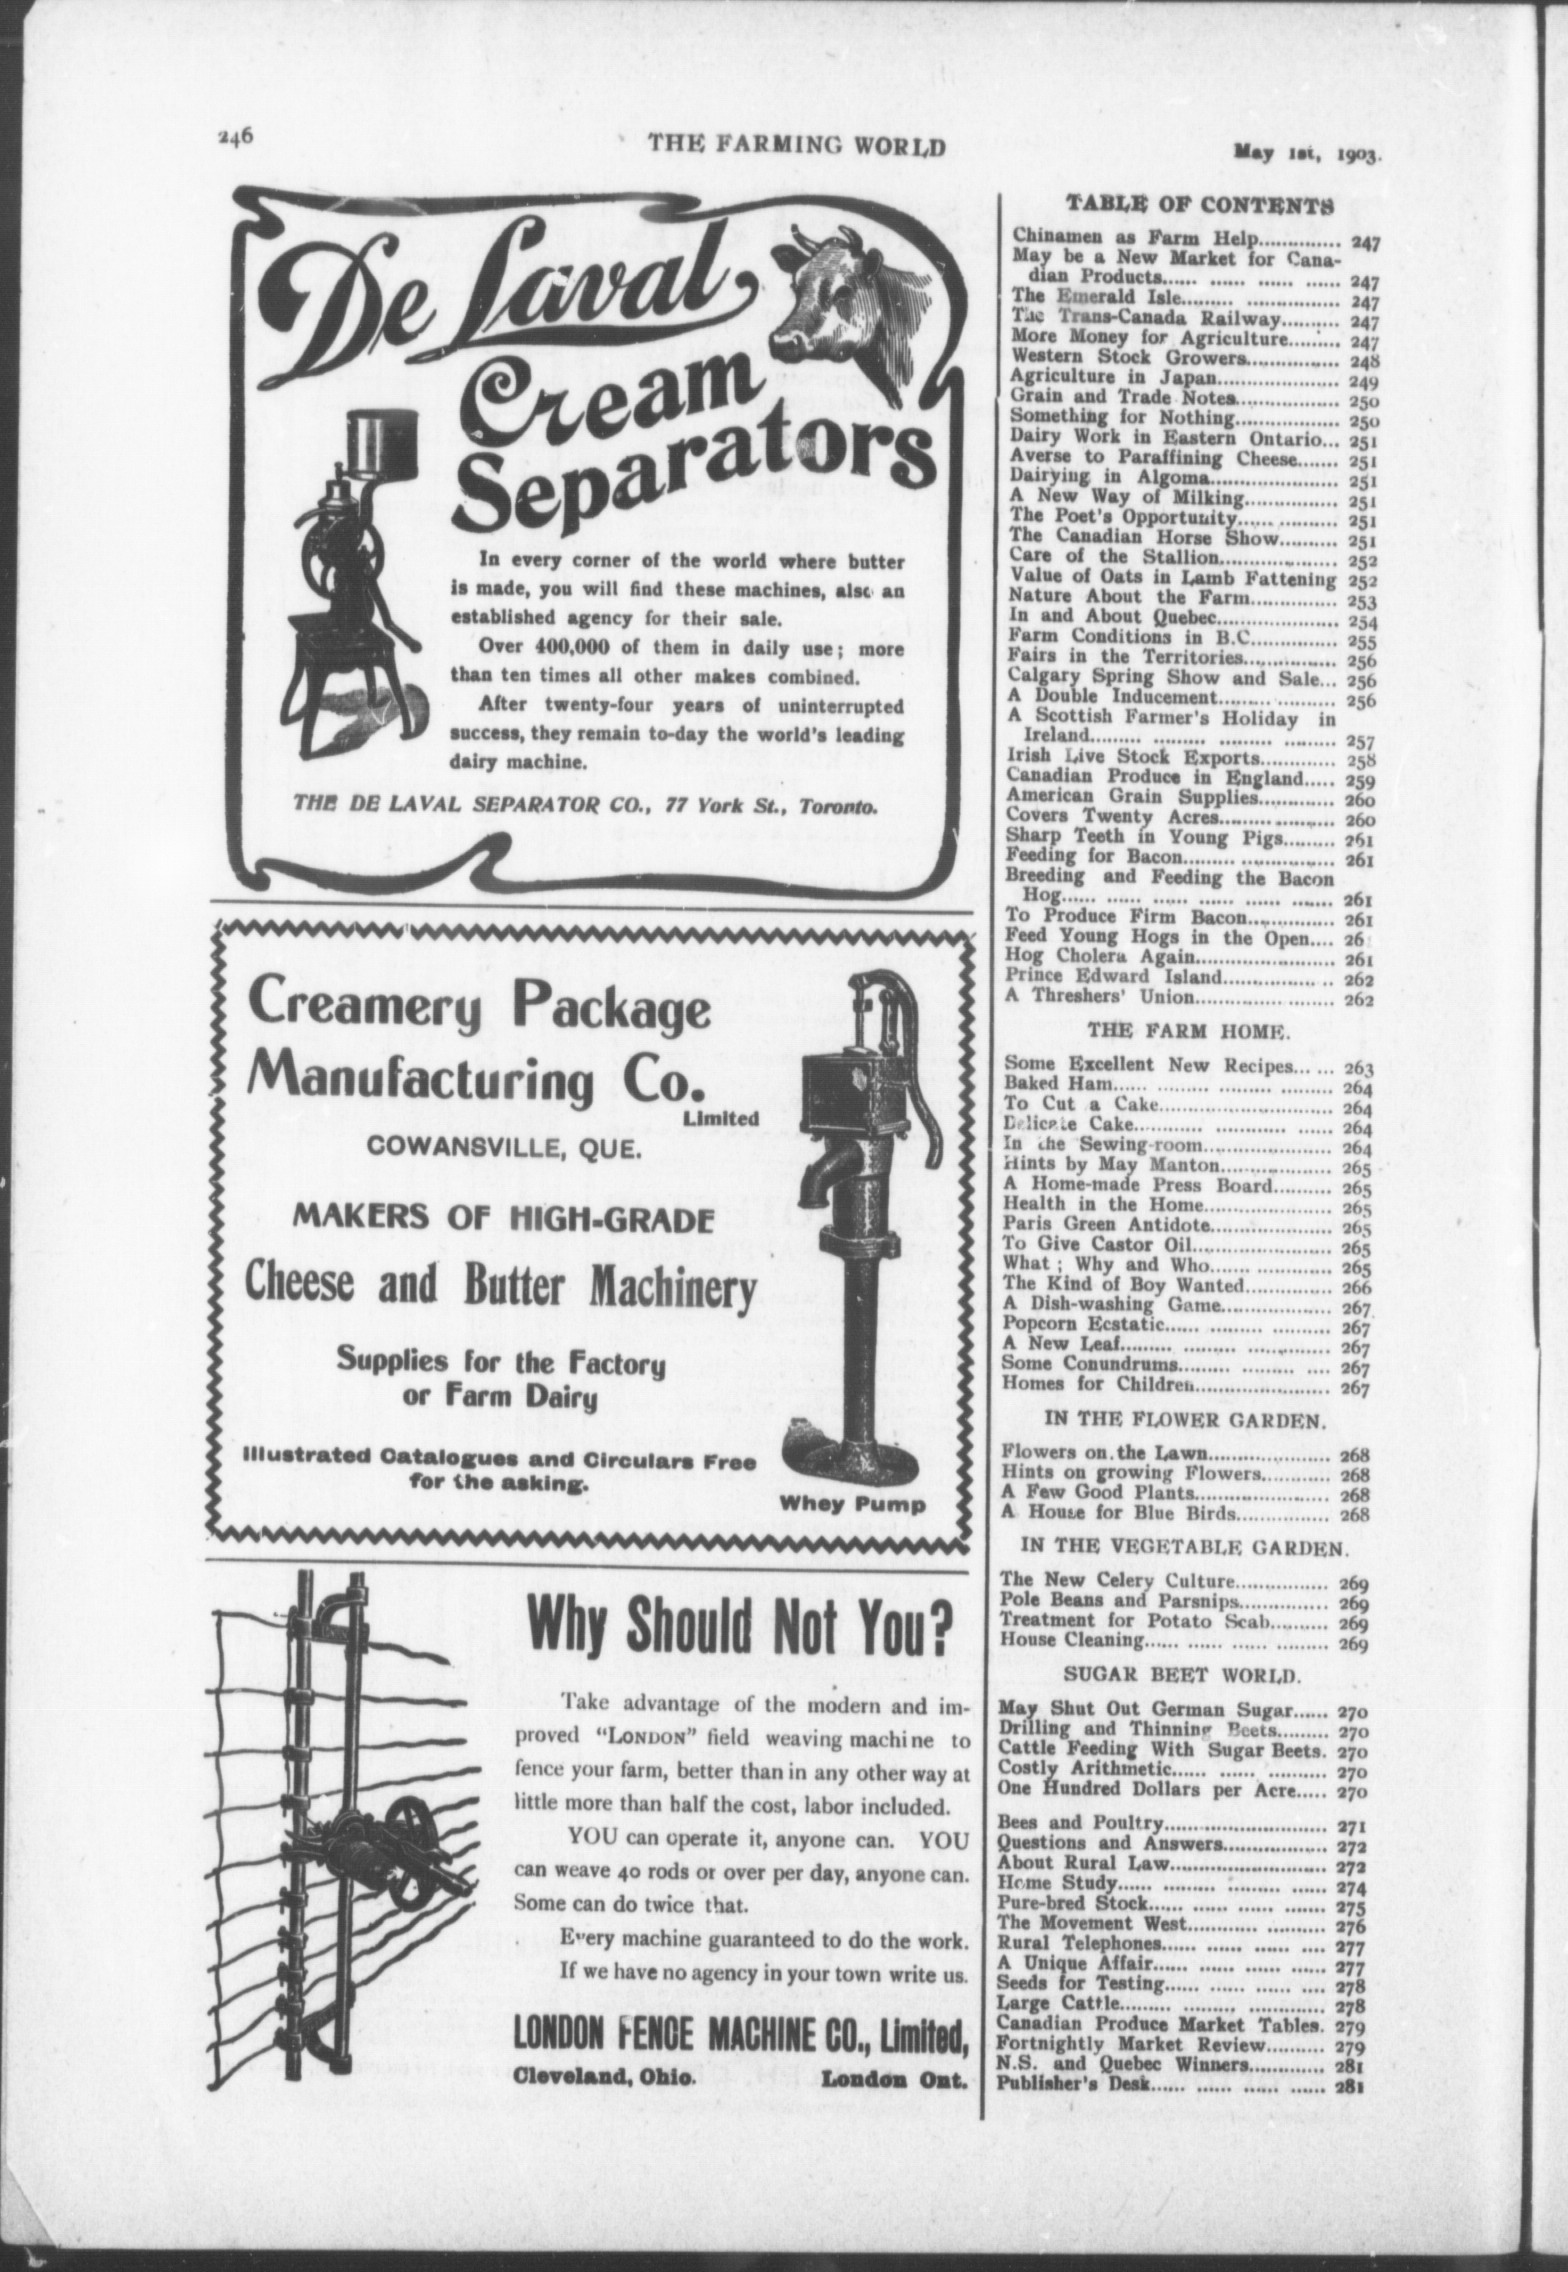 246
THE FARMING WORLD
May 1st, 1903.
De Laval
Cream
Separators
In every corner of the world where butter
is made, you will find these machines, also an
established agency for their sale.
Over 400,000 of them in daily use; more
than ten times all other makes combined.
After twenty-four years of uninterrupted
success, they remain to-day the world's leading
dairy machine.
THE DE LAVAL SEPARATOR CO., 77 York St., Toronto.
Creamery Package
Manufacturing Co.
Limited
COWANSVILLE, QUE.
MAKERS OF HIGH-GRADE
Cheese and Butter Machinery
Supplies for the Factory
or Farm Dairy
Illustrated Catalogues and Circulars Free
for the asking.
Whey Pump
Why Should Not You?
Take advantage of the modern and im-
proved "LONDON" field weaving machine to
fence your farm, better than in any other way at
little more than half the cost, labor included.
YOU can operate it, anyone can. YOU
can weave 40 rods or over per day, anyone can.
Some can do twice that.
Every machine guaranteed to do the work.
If we have no agency in your town write us.
LONDON FENCE MACHINE CO., Limited,
Cleveland, Ohio. London Ont.
TABLE OF CONTENTS
Chinamen as Farm Help.............. 247
May be a New Market for Cana-
dian Products...... ...... ...... ...... 247
The Emerald Isle......... ................ 247
The Trans-Canada Railway.......... 247
More Money for Agriculture......... 247
Western Stock Growers................ 248
Agriculture in Japan..................... 249
Grain and Trade Notes.................. 250
Something for Nothing.................. 250
Dairy Work in Eastern Ontario... 251
Averse to Paraffining Cheese....... 251
Dairying in Algoma...................... 251
A New Way of Milking................ 251
The Poet's Opportunity...... .......... 251
The Canadian Horse Show.......... 251
Care of the Stallion.................... 252
Value of Oats in Lamb Fattening 252
Nature About the Farm............... 253
In and About Quebec..................... 254
Farm Conditions in B.C............... 255
Fairs in the Territories................ 256
Calgary Spring Show and Sale... 256
A Double Inducement......... .......... 256
A Scottish Farmer's Holiday in
Ireland......... ......... ......... ......... 257
Irish Live Stock Exports............. 258
Canadian Produce in England..... 259
American Grain Supplies............. 260
Covers Twenty Acres.................... 260
Sharp Teeth in Young Pigs......... 261
Feeding for Bacon......... ................ 261
Breeding and Feeding the Bacon
Hog...... ...... ...... ...... ...... ....... 261
To Produce Firm Bacon............... 261
Feed Young Hogs in the Open.... 26
Hog Cholera Again........................ 261
Prince Edward Island................ .. 262
A Threshers' Union............... ........ 262
THE FARM HOME.
Some Excellent New Recipes... ... 263
Baked Ham...... ......... ......... ......... 264
To Cut a Cake.............................. 264
Delicate Cake............ ............ ...... 264
In the Sewing-room...................... 264
Hints by May Manton................... 265
A Home-made Press Board.......... 265
Health in the Home...................... 265
Paris Green Antidote..................... 265
To Give Castor Oil........................ 265
What; Why and Who...... ............. 265
The Kind of Boy Wanted............... 266
A Dish-washing Game................... 267
Popcorn Ecstatic...... ......... .......... 267
A New Leaf......... ......... .............. 267
Some Conundrums......... ......... .... 267
Homes for Children....................... 267
IN THE FLOWER GARDEN.
Flowers on the Lawn..................... 268
Hints on growing Flowers............ 268
A Few Good Plants....................... 268
A House for Blue Birds................ 268
IN THE VEGETABLE GARDEN.
The New Celery Culture................ 269
Pole Beans and Parsnips............... 269
Treatment for Potato Scab.......... 269
House Cleaning...... ...... ...... ......... 269
SUGAR BEET WORLD.
May Shut Out German Sugar...... 270
Drilling and Thinning Beets......... 270
Cattle Feeding With Sugar Beets. 270
Costly Arithmetic...... ...... .......... 270
One Hundred Dollars per Acre..... 270
Bees and Poultry............................ 271
Questions and Answers.................. 272
About Rural Law........................... 272
Home Study...... ......... ......... ...... 274
Pure-bred Stock...... ...... ...... ....... 275
The Movement West............ .......... 276
Rural Telephones...... ...... ...... .... 277
A Unique Affair...... ...... ...... ...... 277
Seeds for Testing...... ...... ...... .... 278
Large Cattle......... ......... ............. 278
Canadian Produce Market Tables. 279
Fortnightly Market Review.......... 279
N.S. and Quebec Winners............. 281
Publisher's Desk...... ...... ...... ...... 281